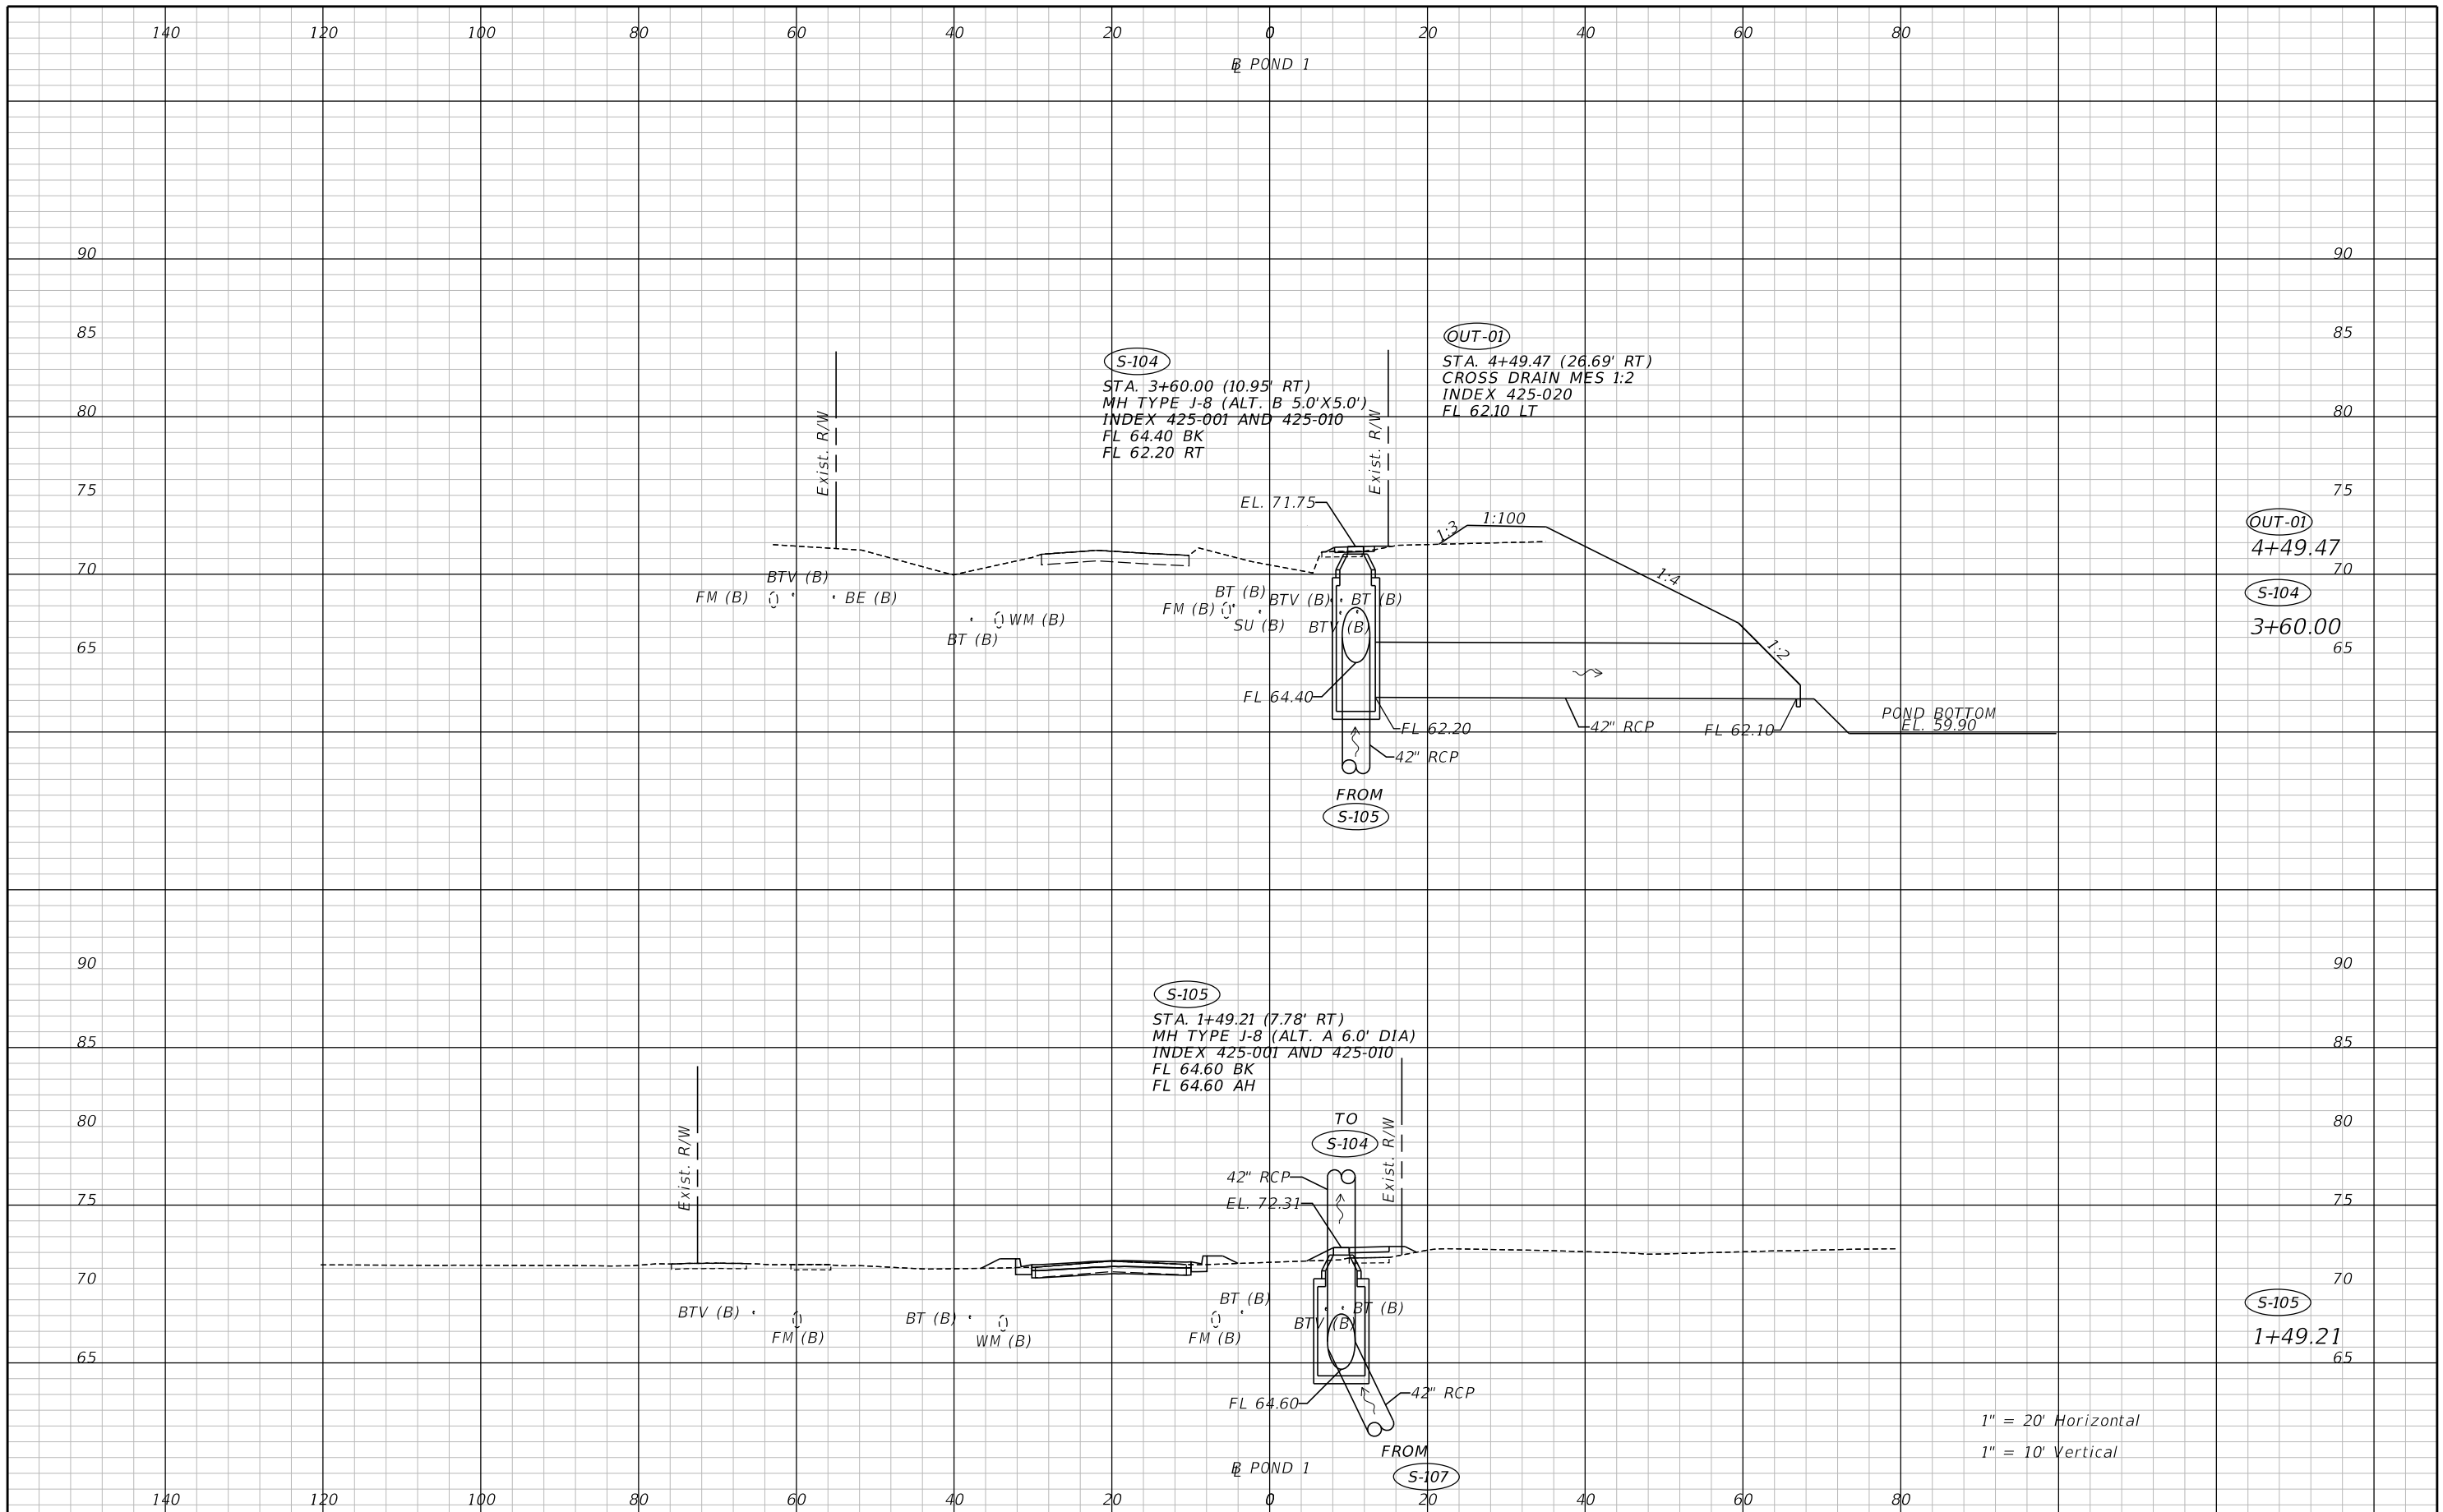 140 120 100 80 60 40 20 0 20 40 60 80
BL POND 1
90 90
85 85
OUT-01
STA. 4+49.47 (26.69' RT)
CROSS DRAIN MES 1:2
INDEX 425-020
FL 62.10 LT
S-104
STA. 3+60.00 (10.95' RT)
MH TYPE J-8 (ALT. B 5.0'X5.0')
INDEX 425-001 AND 425-010
FL 64.40 BK
FL 62.20 RT
80 80
Exist. R/W
Exist. R/W
75 75
EL. 71.75
1:3
1:100
OUT-01
4+49.47
70 70
1:4
BTV (B)
FM (B)
BE (B)
BT (B)
WM (B)
BT (B)
FM (B)
SU (B)
BTV (B)
BT (B)
BTV (B)
S-104
3+60.00
65 65
1:2
FL 64.40
FL 62.20
42" RCP
42" RCP
FL 62.10
POND BOTTOM
EL. 59.90
FROM
S-105
90 90
S-105
STA. 1+49.21 (7.78' RT)
MH TYPE J-8 (ALT. A 6.0' DIA)
INDEX 425-001 AND 425-010
FL 64.60 BK
FL 64.60 AH
85 85
80 80
TO
S-104
Exist. R/W
Exist. R/W
42" RCP
EL. 72.31
75 75
70 70
BTV (B)
FM (B)
BT (B)
WM (B)
BT (B)
FM (B)
BTV (B)
BT (B)
S-105
1+49.21
65 65
FL 64.60
42" RCP
FROM
S-107
1" = 20' Horizontal
1" = 10' Vertical
BL POND 1
140 120 100 80 60 40 20 0 20 40 60 80